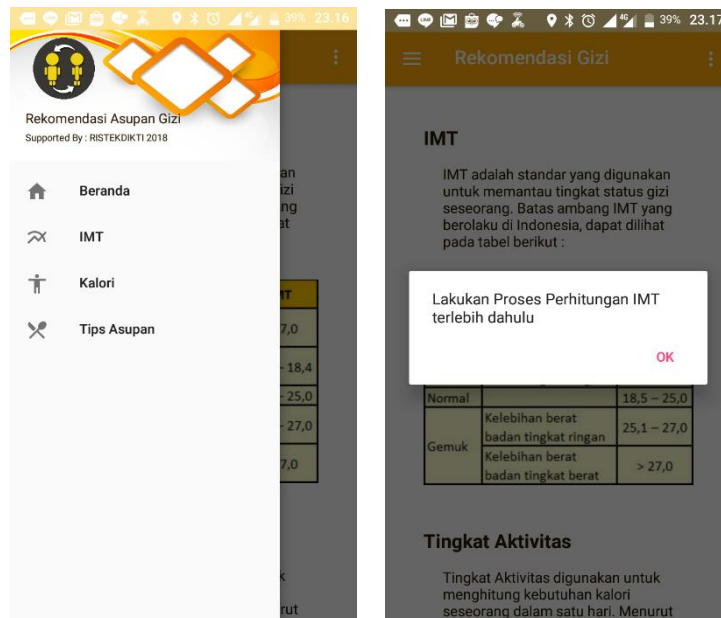 39% 23.16
Rekomendasi Asupan Gizi
Supported By : RISTEKDIKTI 2018
Beranda
IMT
Kalori
Tips Asupan
an
izi
ng
at
IMT
7,0
- 18,4
- 25,0
- 27,0
7,0
k
rut
4G 39% 23.17
Rekomendasi Gizi
IMT
IMT adalah standar yang digunakan
untuk memantau tingkat status gizi
seseorang. Batas ambang IMT yang
berolaku di Indonesia, dapat dilihat
pada tabel berikut :
Lakukan Proses Perhitungan IMT
terlebih dahulu
OK
Normal 18,5 – 25,0
Gemuk
Kelebihan berat
badan tingkat ringan
25,1 – 27,0
Kelebihan berat
badan tingkat berat
> 27,0
Tingkat Aktivitas
Tingkat Aktivitas digunakan untuk
menghitung kebutuhan kalori
seseorang dalam satu hari. Menurut